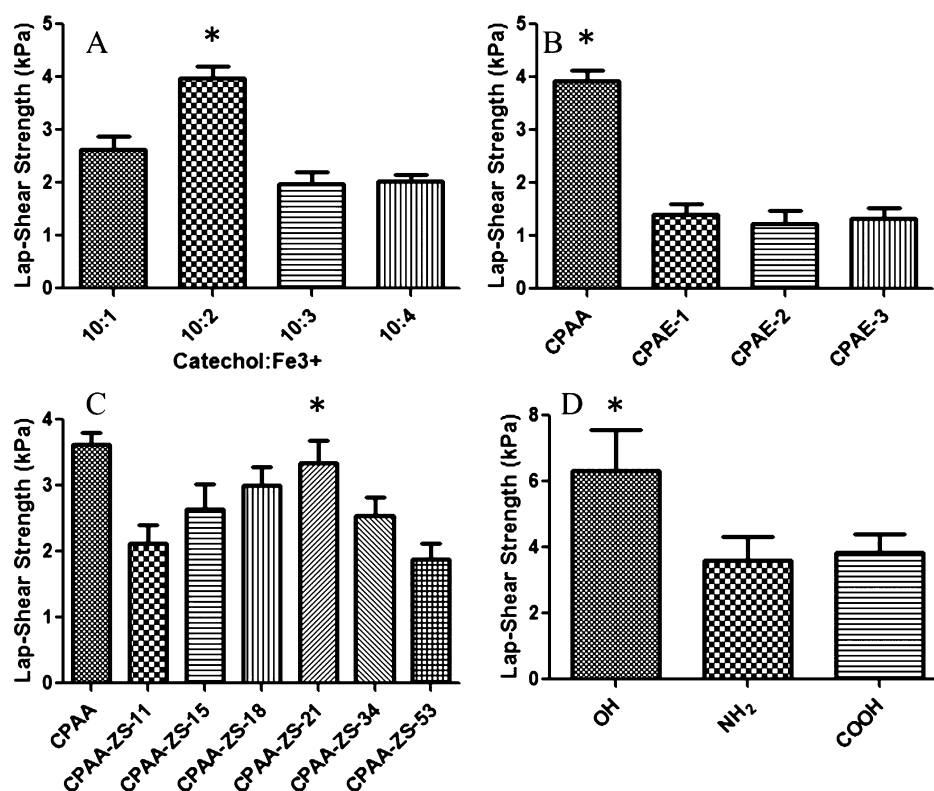 A
*
Lap-Shear Strength (kPa)
5
4
3
2
1
0
10:1
10:2
10:3
10:4
Catechol:Fe3+
B
*
Lap-Shear Strength (kPa)
5
4
3
2
1
0
CPAA
CPAE-1
CPAE-2
CPAE-3
C
*
Lap-Shear Strength (kPa)
4
3
2
1
0
CPAA
CPAA-ZS-11
CPAA-ZS-15
CPAA-ZS-18
CPAA-ZS-21
CPAA-ZS-34
CPAA-ZS-53
D
*
Lap-Shear Strength (kPa)
8
6
4
2
0
OH
NH₂
COOH